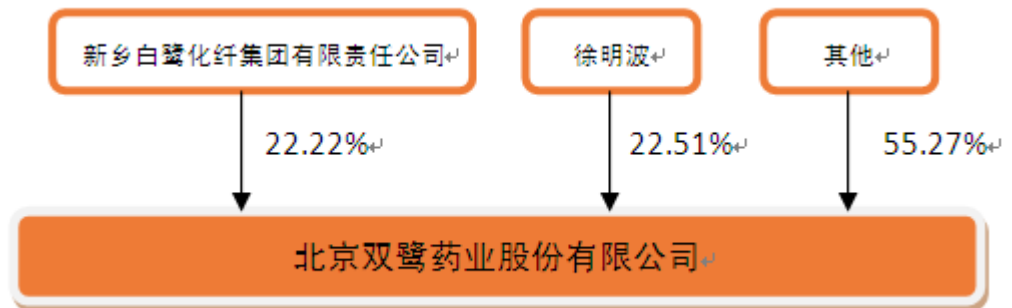 新乡白鹭化纤集团有限责任公司
徐明波
其他
22.22%
22.51%
55.27%
北京双鹭药业股份有限公司